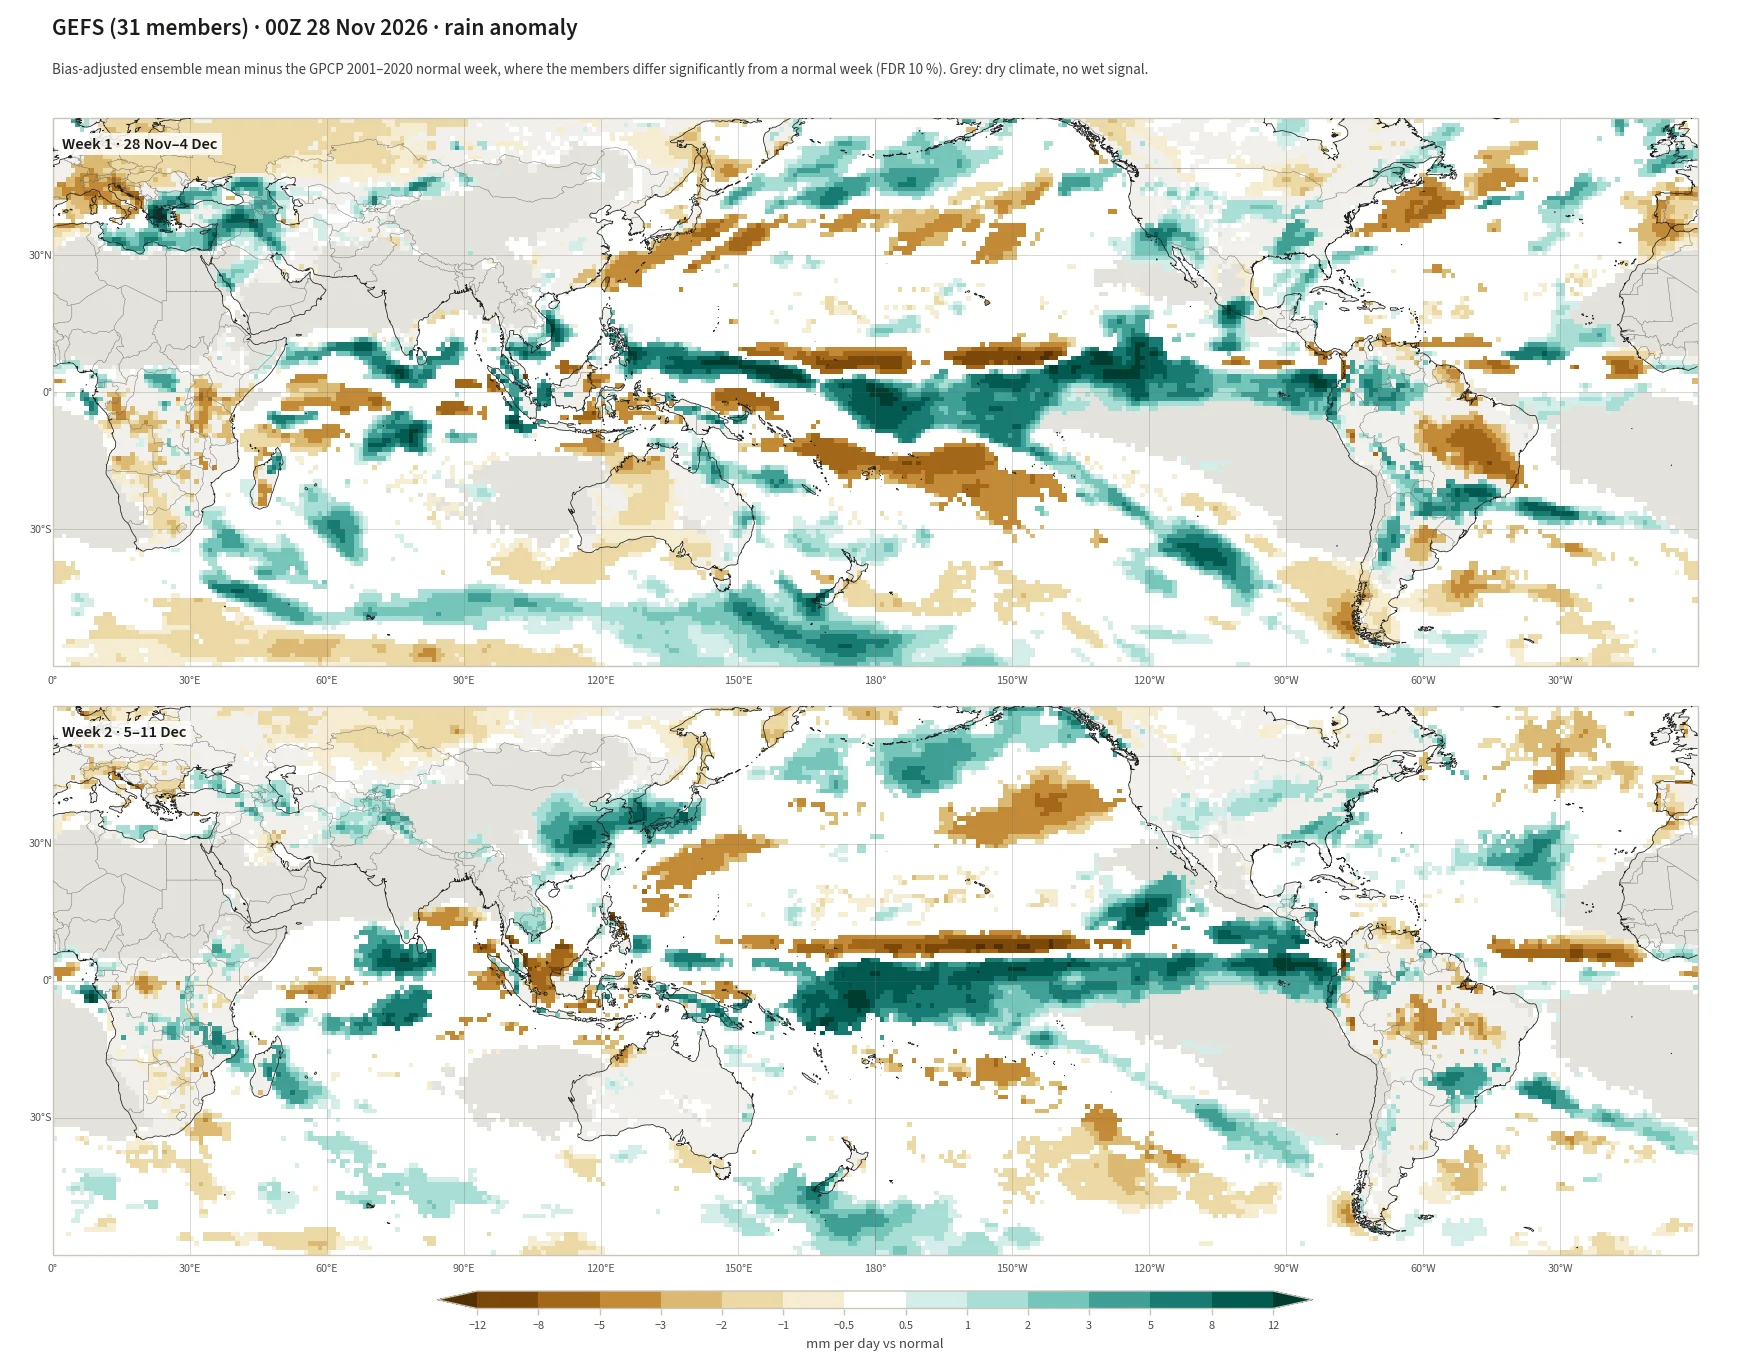 GEFS (31 members) · 00Z 28 Nov 2026 · rain anomaly
Bias-adjusted ensemble mean minus the GPCP 2001–2020 normal week, where the members differ significantly from a normal week (FDR 10 %). Grey: dry climate, no wet signal.
Week 1 · 28 Nov–4 Dec
30°N
0°
30°S
0° 30°E 60°E 90°E 120°E 150°E 180° 150°W 120°W 90°W 60°W 30°W
Week 2 · 5–11 Dec
30°N
0°
30°S
0° 30°E 60°E 90°E 120°E 150°E 180° 150°W 120°W 90°W 60°W 30°W
−12 −8 −5 −3 −2 −1 −0.5 0.5 1 2 3 5 8 12
mm per day vs normal